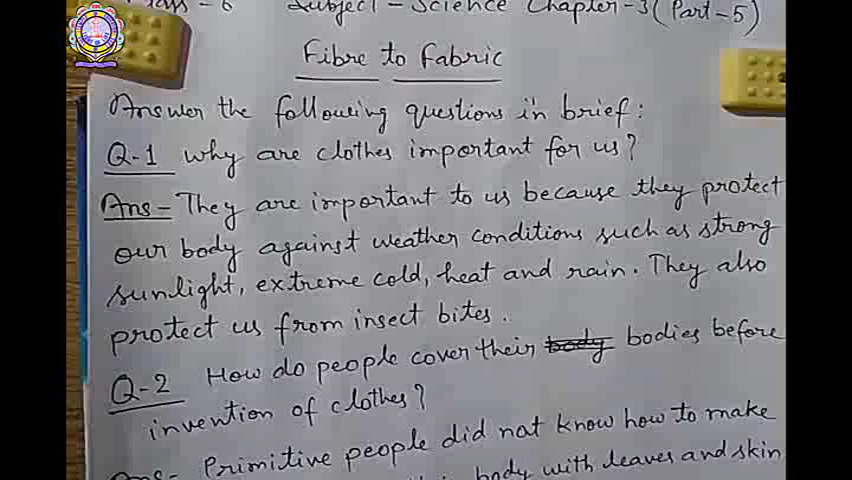 Class - 6 Subject - Science Chapter - 3 (Part - 5)
Fibre to Fabric
Answer the following questions in brief:
Q-1 Why are clothes important for us?
Ans - They are important to us because they protect
our body against weather conditions such as strong
sunlight, extreme cold, heat and rain. They also
protect us from insect bites.
Q-2 How do people cover their body bodies before
invention of clothes?
Ans - Primitive people did not know how to make
body with leaves and skin